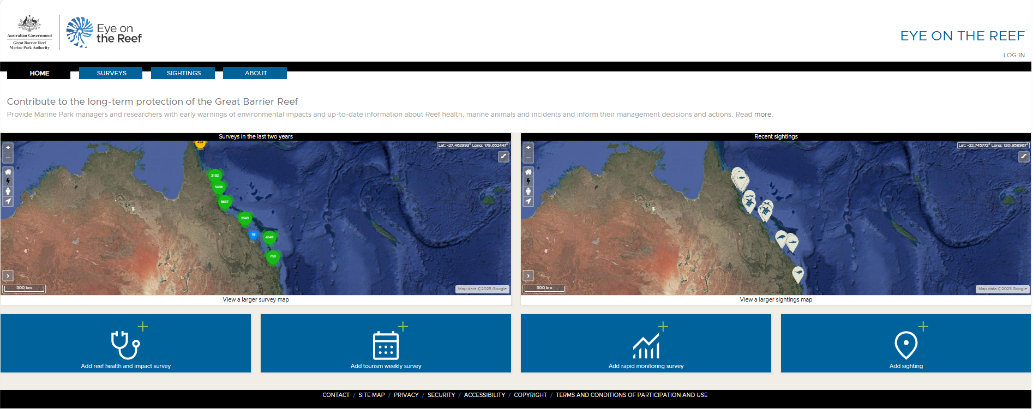 Australian Government
Great Barrier Reef
Marine Park Authority
Eye on
the Reef
EYE ON THE REEF
LOG IN
HOME
SURVEYS
SIGHTINGS
ABOUT
Contribute to the long-term protection of the Great Barrier Reef
Provide Marine Park managers and researchers with early warnings of environmental impacts and up-to-date information about Reef health, marine animals and incidents and inform their management decisions and actions. Read more.
Surveys in the last two years
Recent sightings
500 km
500 km
View a larger survey map
View a larger sightings map
Add reef health and impact survey
Add tourism weekly survey
Add rapid monitoring survey
Add sighting
CONTACT / SITE MAP / PRIVACY / SECURITY / ACCESSIBILITY / COPYRIGHT / TERMS AND CONDITIONS OF PARTICIPATION AND USE